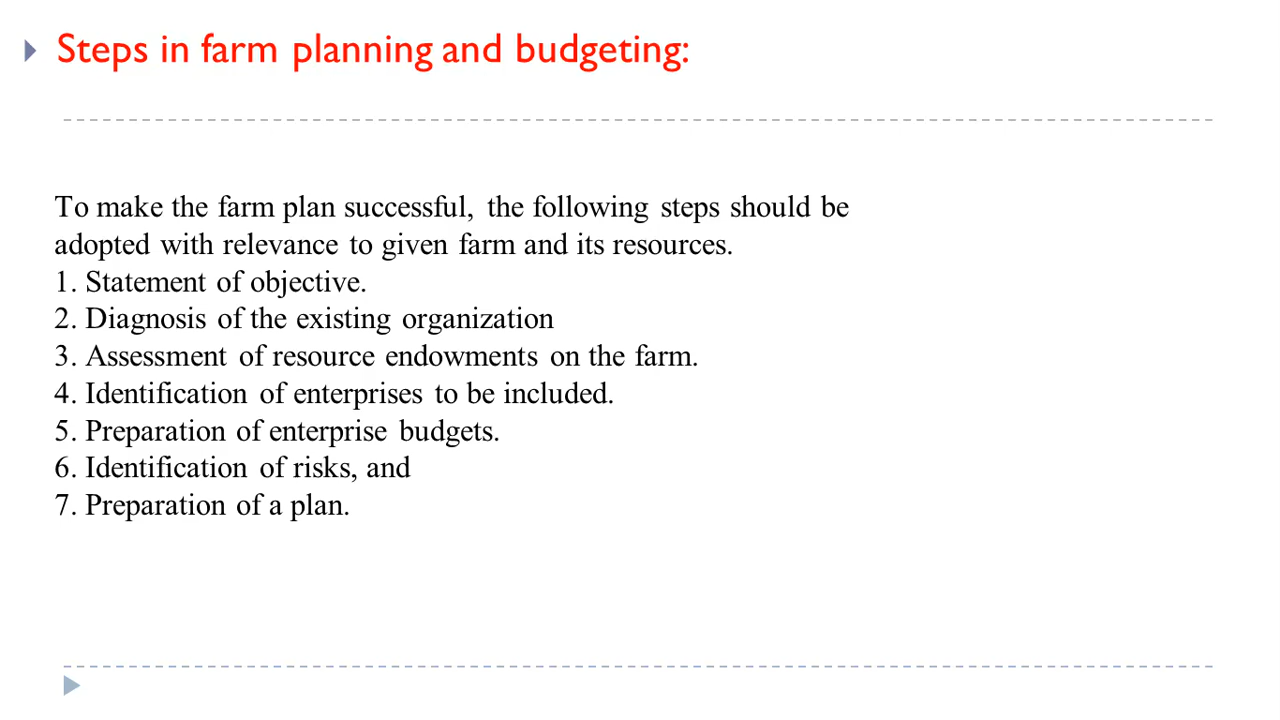 Steps in farm planning and budgeting:
To make the farm plan successful, the following steps should be
adopted with relevance to given farm and its resources.
1. Statement of objective.
2. Diagnosis of the existing organization
3. Assessment of resource endowments on the farm.
4. Identification of enterprises to be included.
5. Preparation of enterprise budgets.
6. Identification of risks, and
7. Preparation of a plan.